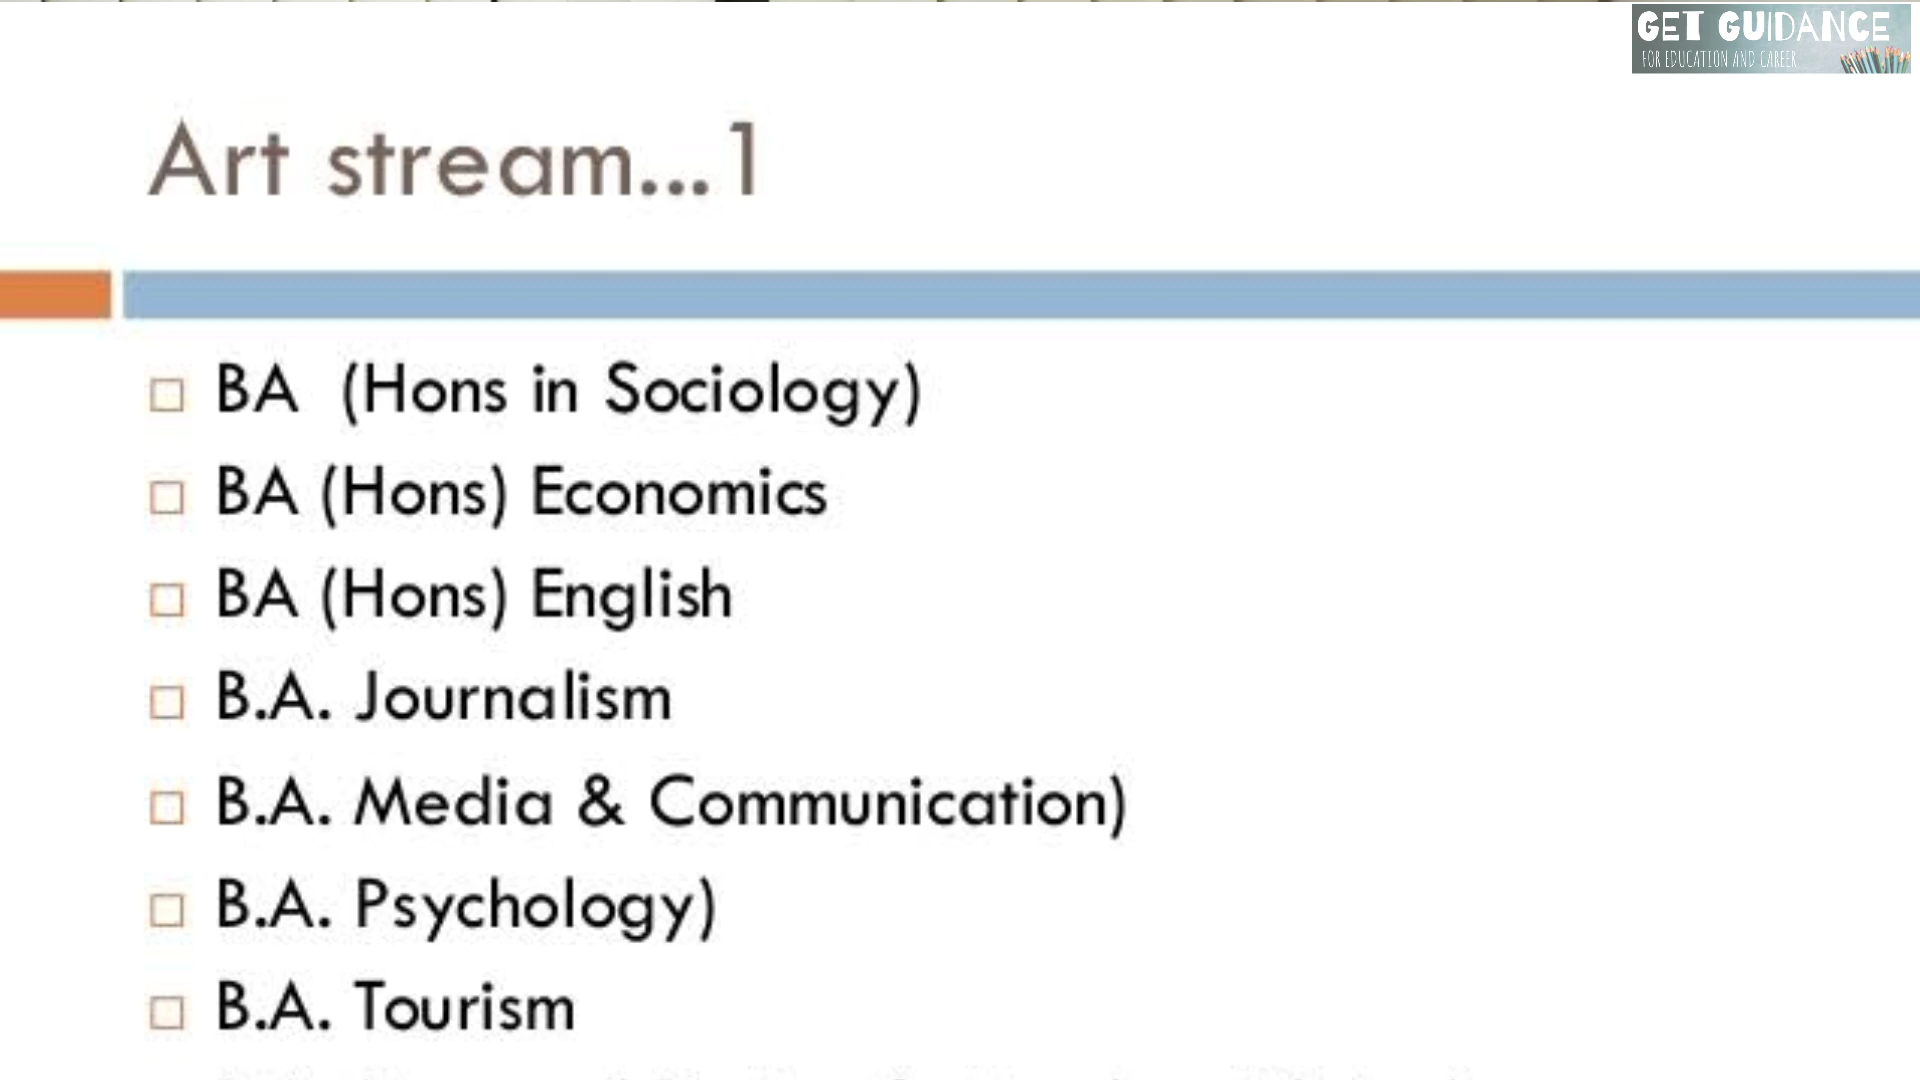 GET GUIDANCE
FOR EDUCATION AND CAREER
Art stream...1
BA (Hons in Sociology)
BA (Hons) Economics
BA (Hons) English
B.A. Journalism
B.A. Media & Communication)
B.A. Psychology)
B.A. Tourism